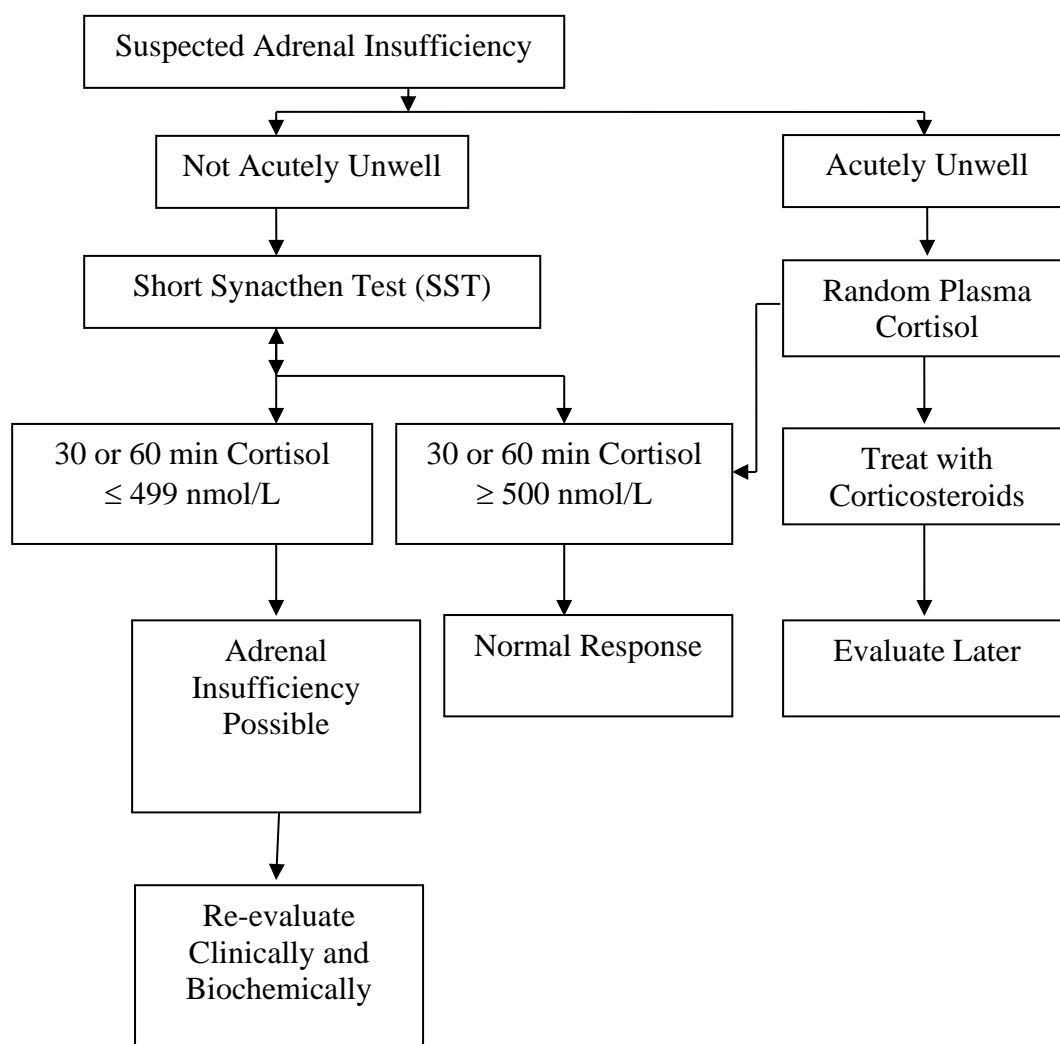 Suspected Adrenal Insufficiency
Not Acutely Unwell
Acutely Unwell
Short Synacthen Test (SST)
Random Plasma
Cortisol
30 or 60 min Cortisol
≤ 499 nmol/L
30 or 60 min Cortisol
≥ 500 nmol/L
Treat with
Corticosteroids
Adrenal
Insufficiency
Possible
Normal Response
Evaluate Later
Re-evaluate
Clinically and
Biochemically